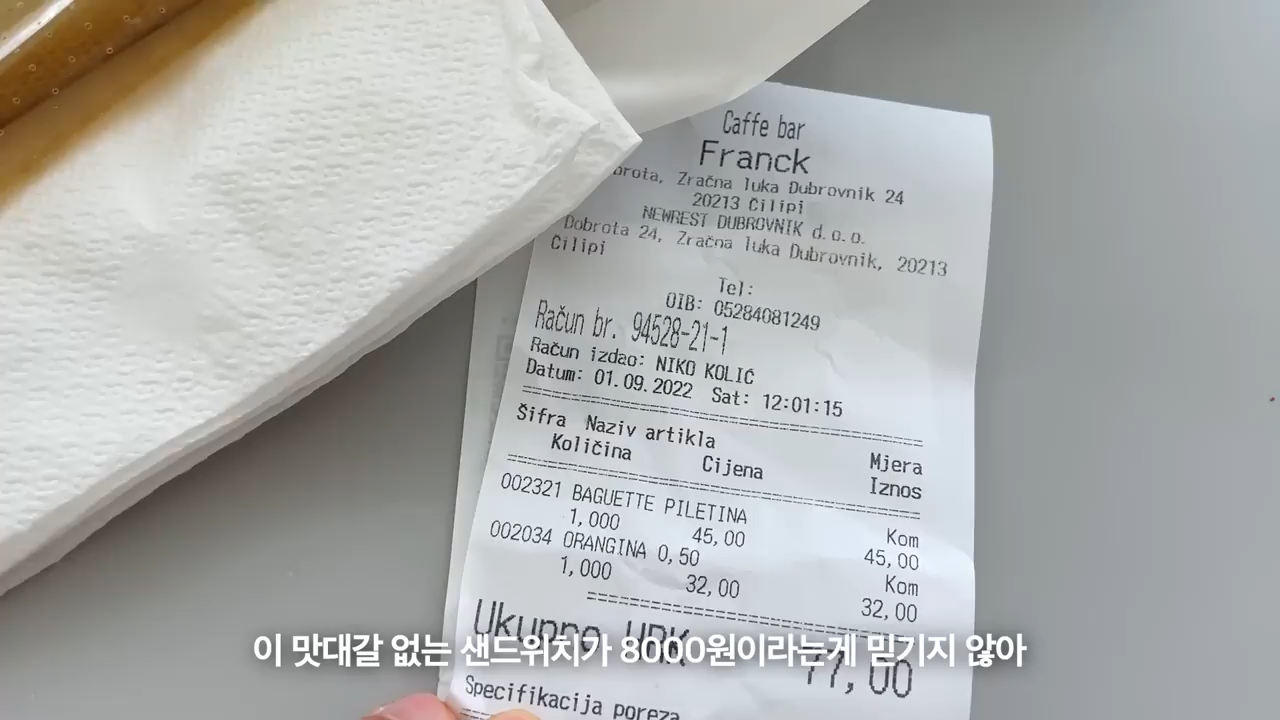 Caffe bar
Franck
Zračna luka Dubrovnik 24
20213 Čilipi
NEWREST DUBROVNIK d.o.o.
Dobrota 24, Zračna luka Dubrovnik, 20213
Čilipi
Tel:
OIB: 05284081249
Račun br. 94528-21-1
Račun izdao: NIKO KOLIĆ
Datum: 01.09.2022 Sat: 12:01:15
Šifra Naziv artikla Mjera
Količina Cijena Iznos
002321 BAGUETTE PILETINA Kom
1,000 45,00 45,00
002034 ORANGINA 0,50 Kom
1,000 32,00 32,00
Ukupno HRK 77,00
이 맛대갈 없는 샌드위치가 8000원이라는게 믿기지 않아
Specifikacija poreza